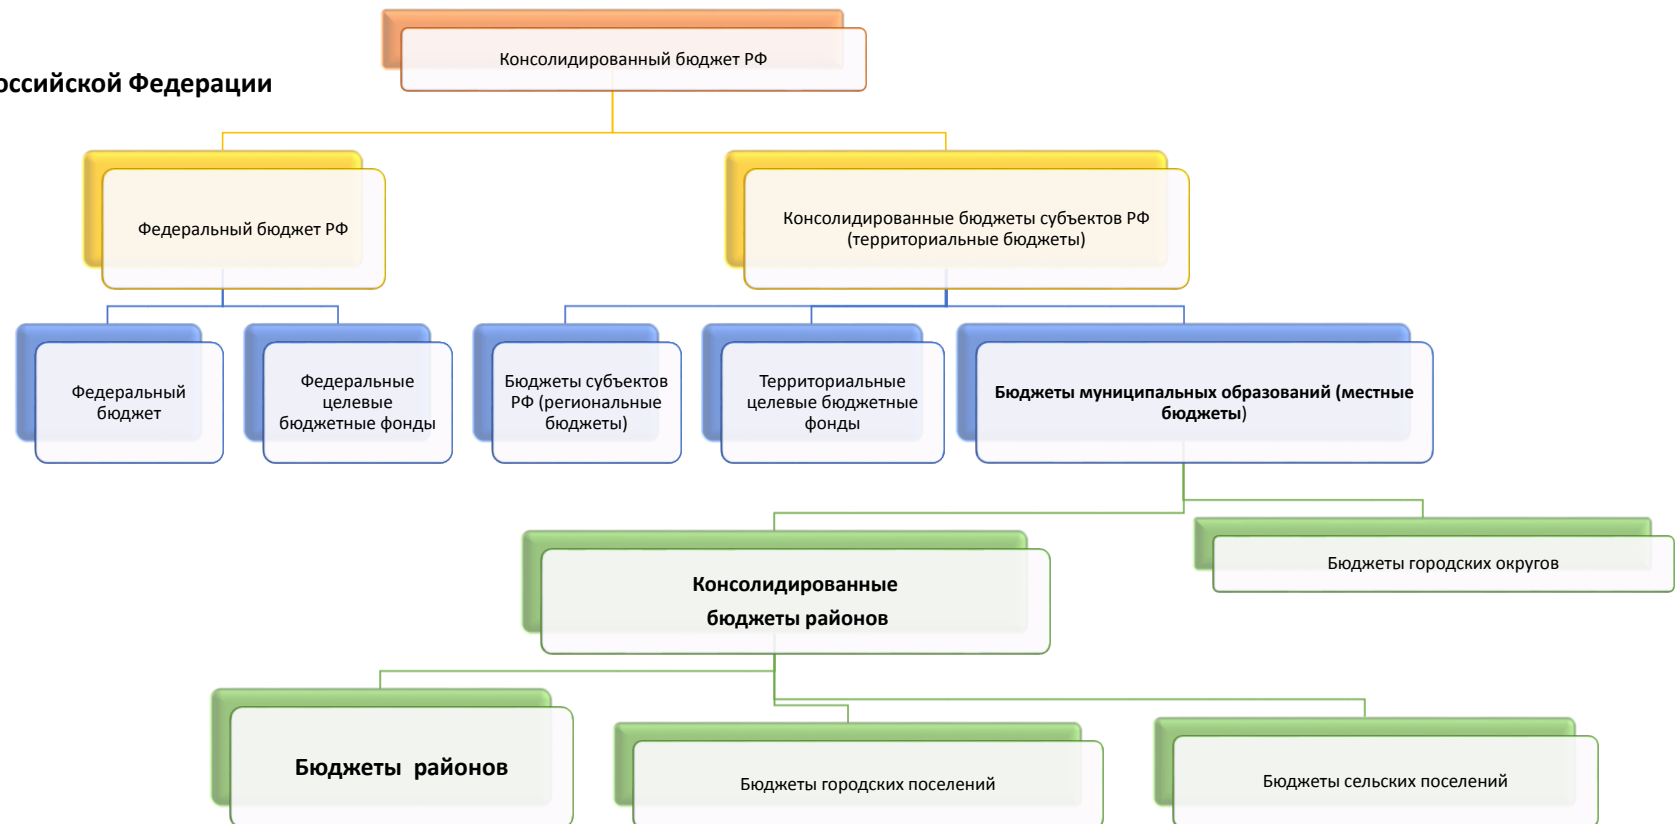 Консолидированный бюджет РФ
оссийской Федерации
Федеральный бюджет РФ
Консолидированные бюджеты субъектов РФ
(территориальные бюджеты)
Федеральный
бюджет
Федеральные
целевые
бюджетные фонды
Бюджеты субъектов
РФ (региональные
бюджеты)
Территориальные
целевые бюджетные
фонды
Бюджеты муниципальных образований (местные
бюджеты)
Консолидированные
бюджеты районов
Бюджеты городских округов
Бюджеты районов
Бюджеты городских поселений
Бюджеты сельских поселений